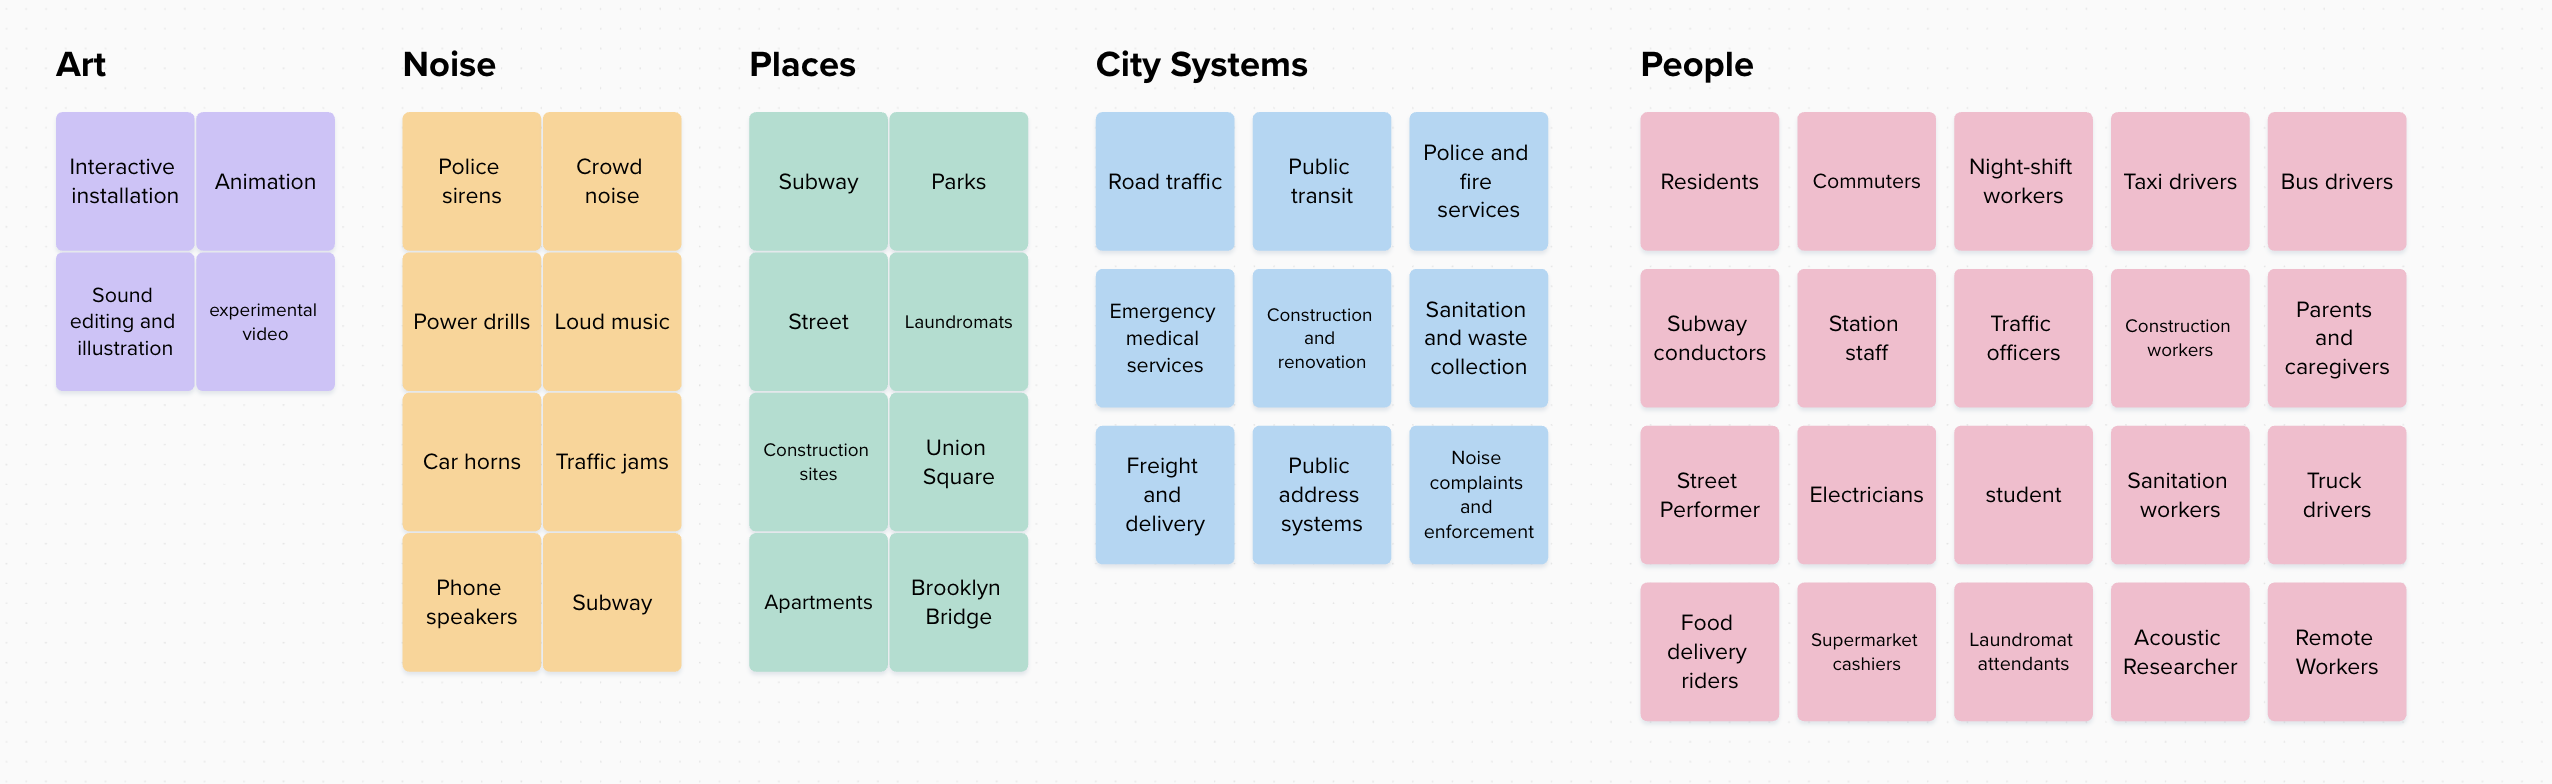 Art
Interactive
installation
Animation
Sound
editing and
illustration
experimental
video
Noise
Police
sirens
Crowd
noise
Power drills
Loud music
Car horns
Traffic jams
Phone
speakers
Subway
Places
Subway
Parks
Street
Laundromats
Construction
sites
Union
Square
Apartments
Brooklyn
Bridge
City Systems
Road traffic
Public
transit
Police and
fire
services
Emergency
medical
services
Construction
and
renovation
Sanitation
and waste
collection
Freight
and
delivery
Public
address
systems
Noise
complaints
and
enforcement
People
Residents
Commuters
Night-shift
workers
Taxi drivers
Bus drivers
Subway
conductors
Station
staff
Traffic
officers
Construction
workers
Parents
and
caregivers
Street
Performer
Electricians
student
Sanitation
workers
Truck
drivers
Food
delivery
riders
Supermarket
cashiers
Laundromat
attendants
Acoustic
Researcher
Remote
Workers